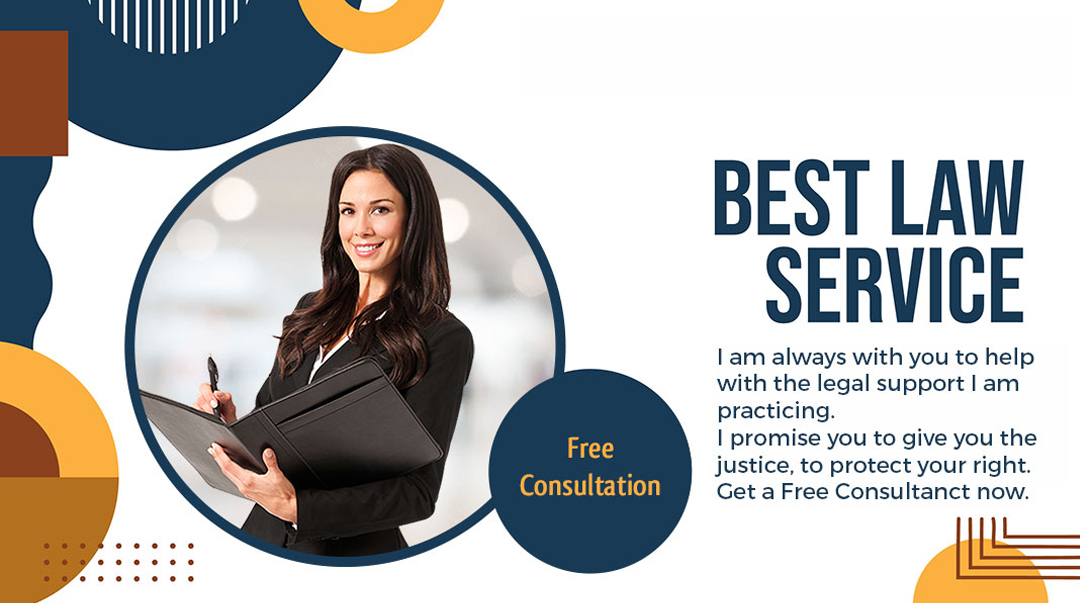 BEST LAW
SERVICE
I am always with you to help
with the legal support I am
practicing.
I promise you to give you the
justice, to protect your right.
Get a Free Consultanct now.
Free
Consultation